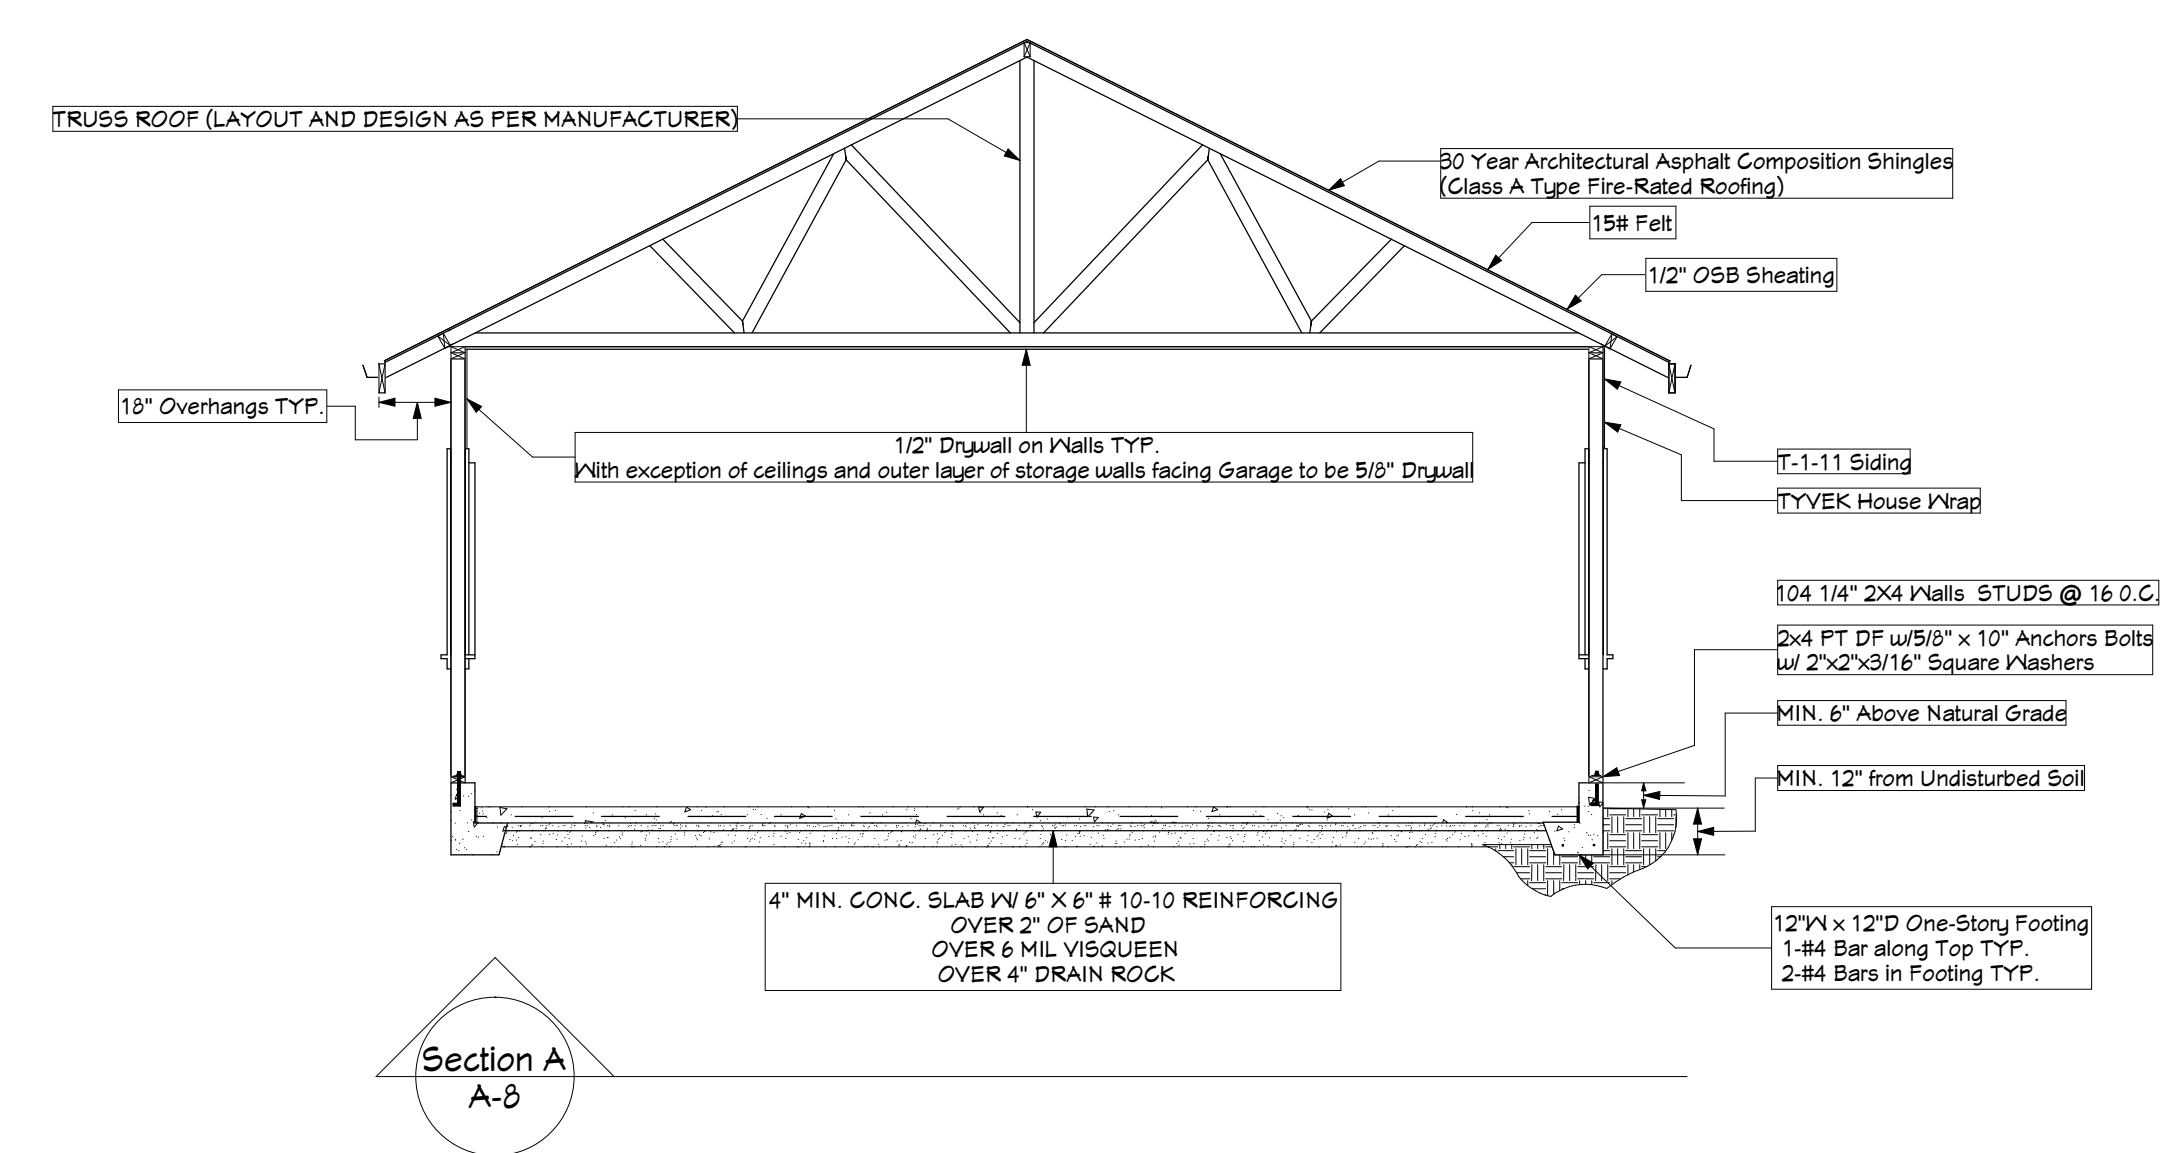 TRUSS ROOF (LAYOUT AND DESIGN AS PER MANUFACTURER)
30 Year Architectural Asphalt Composition Shingles
(Class A Type Fire-Rated Roofing)
15# Felt
1/2" OSB Sheating
18" Overhangs TYP.
1/2" Drywall on Walls TYP.
With exception of ceilings and outer layer of storage walls facing Garage to be 5/8" Drywall
T-1-11 Siding
TYVEK House Wrap
104 1/4" 2X4 Walls STUDS @ 16 O.C.
2x4 PT DF w/5/8" x 10" Anchors Bolts
w/ 2"x2"x3/16" Square Washers
MIN. 6" Above Natural Grade
MIN. 12" from Undisturbed Soil
4" MIN. CONC. SLAB W/ 6" X 6" # 10-10 REINFORCING
OVER 2" OF SAND
OVER 6 MIL VISQUEEN
OVER 4" DRAIN ROCK
12"W x 12"D One-Story Footing
1-#4 Bar along Top TYP.
2-#4 Bars in Footing TYP.
Section A
A-8